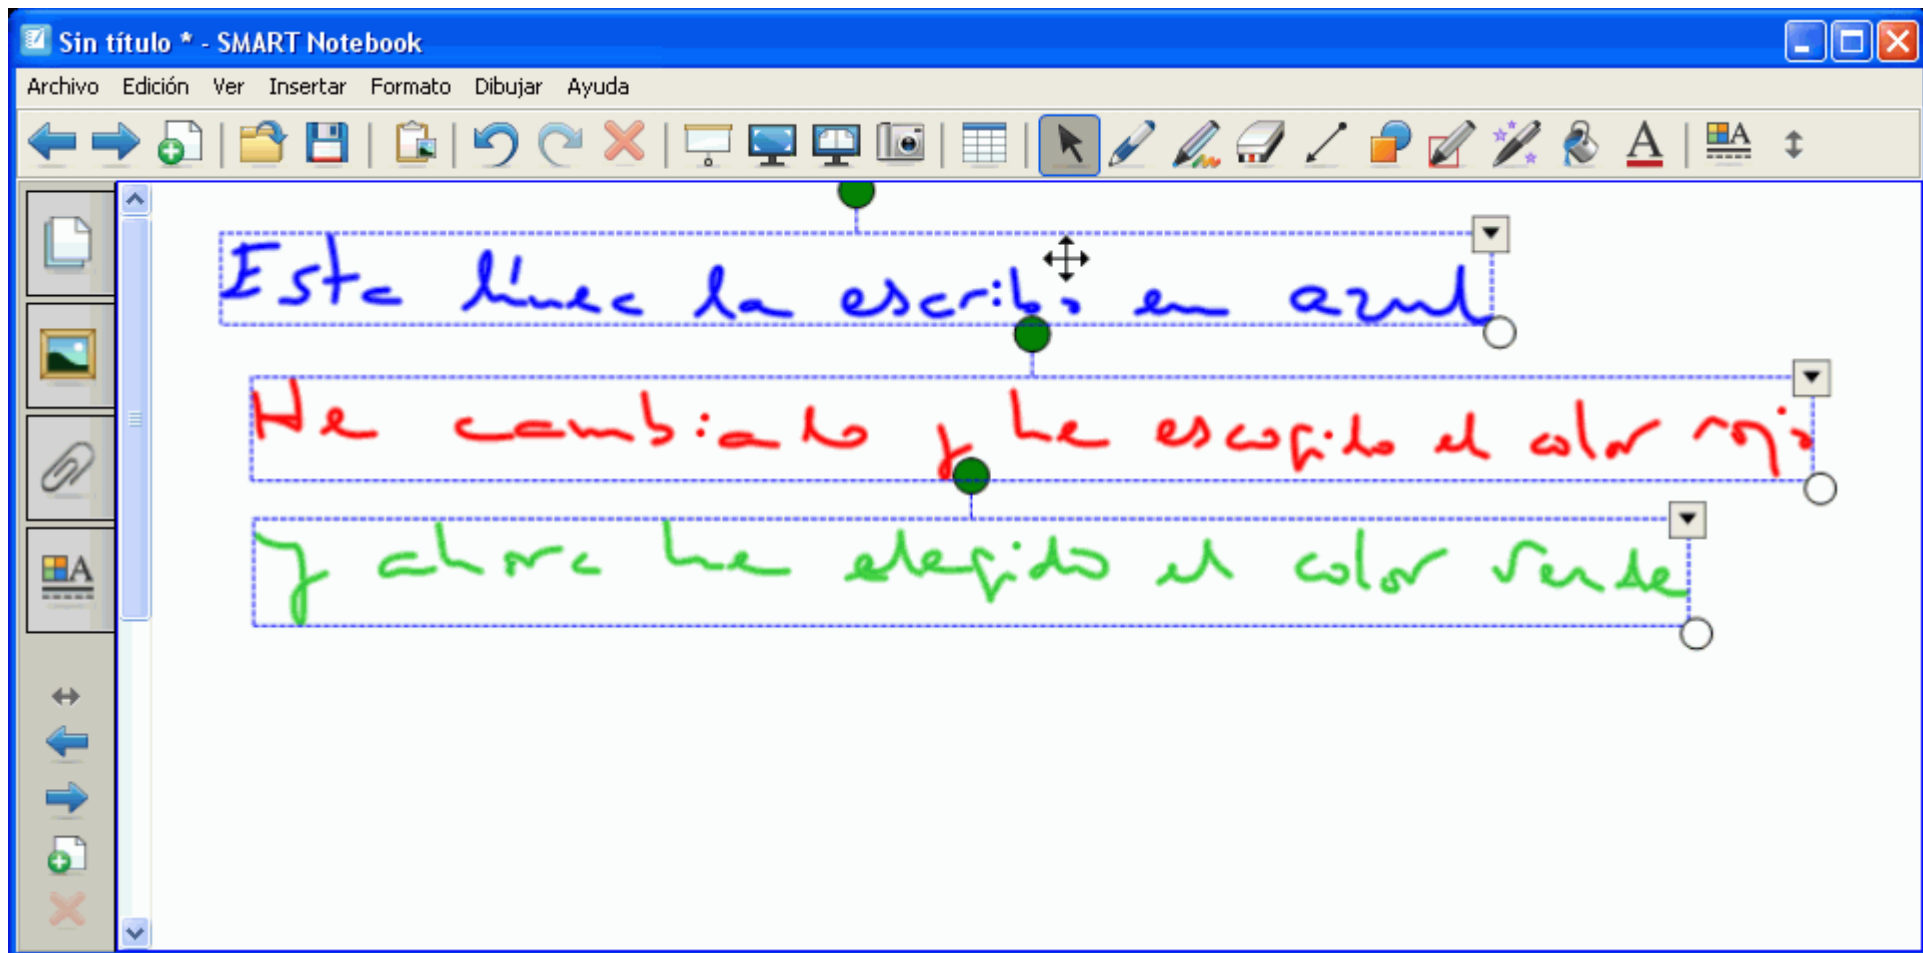 Sin título * - SMART Notebook
Archivo Edición Ver Insertar Formato Dibujar Ayuda
Esta línea la escribo en azul
He cambiado y he escogido el color rojo
y ahora he elegido el color verde